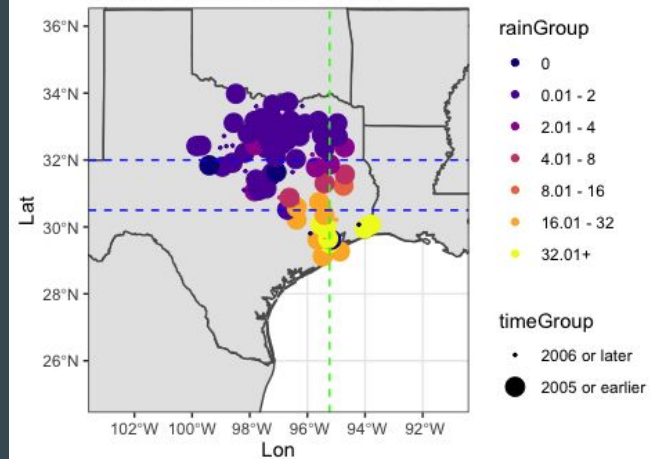 36°N
34°N
32°N
30°N
28°N
26°N
Lat
102°W 100°W 98°W 96°W 94°W 92°W
Lon
rainGroup
0
0.01 - 2
2.01 - 4
4.01 - 8
8.01 - 16
16.01 - 32
32.01+
timeGroup
2006 or later
2005 or earlier